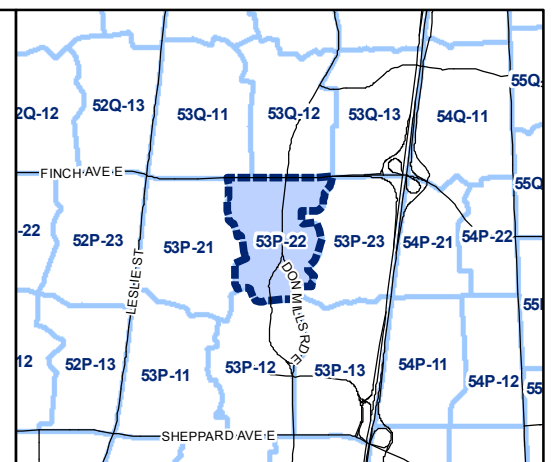 55Q
2Q-12
52Q-13
53Q-11
53Q-12
53Q-13
54Q-11
FINCH AVE E
55Q
-22
52P-23
53P-21
53P-22
53P-23
54P-21
54P-22
LESLIE ST
DON MILLS RD E
55
12
52P-13
53P-11
53P-12
53P-13
54P-11
54P-12
55
SHEPPARD AVE E